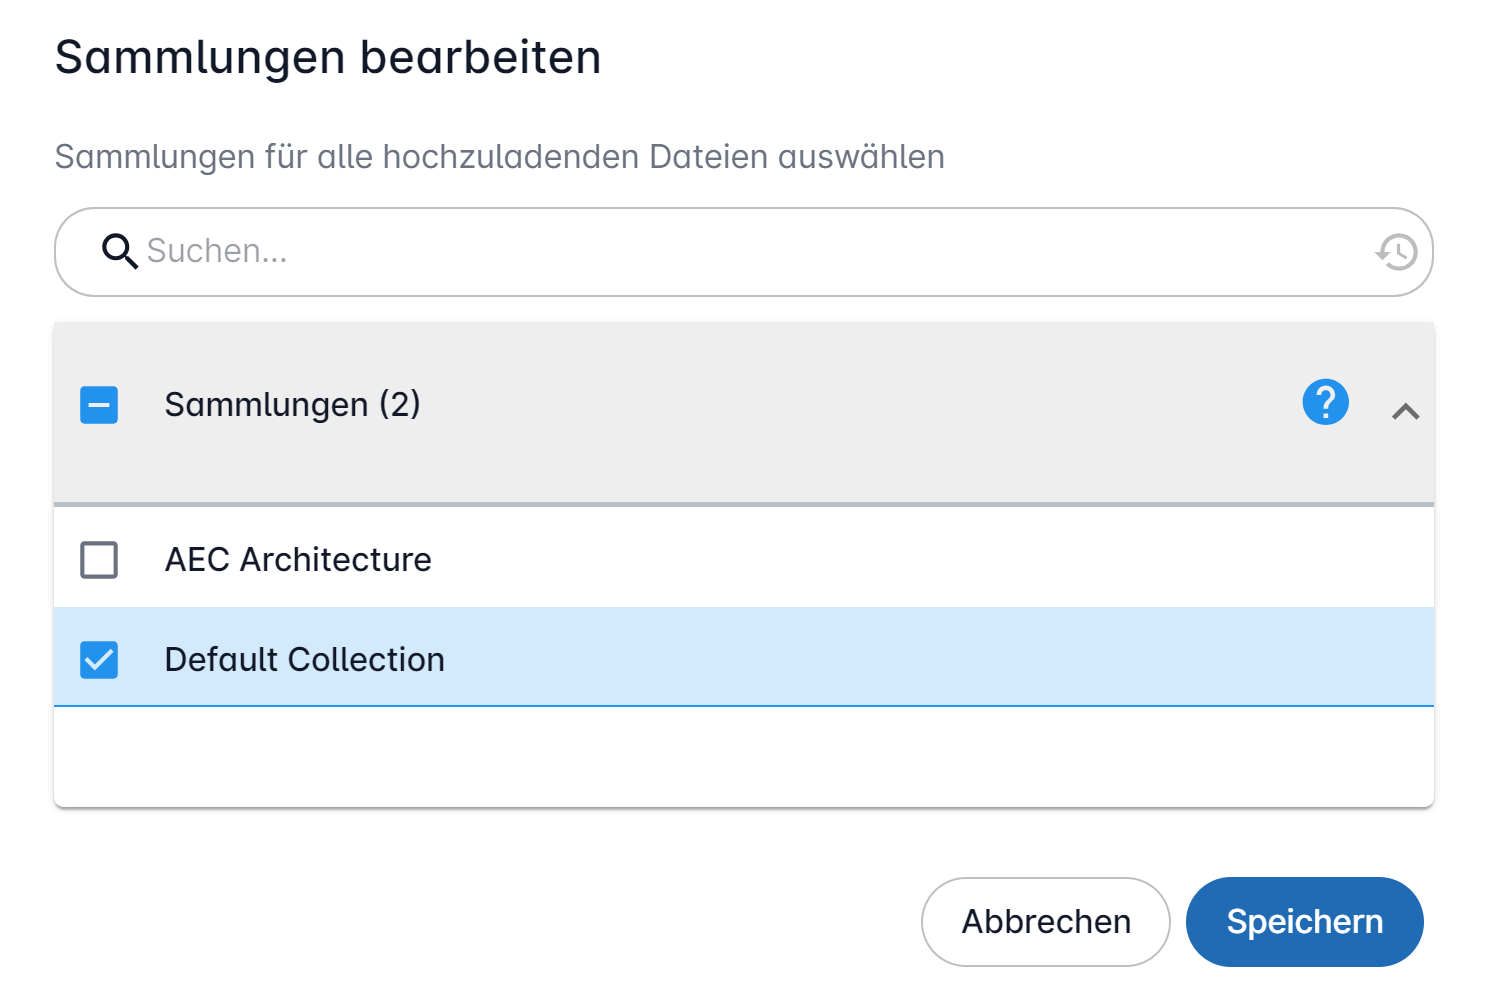 Sammlungen bearbeiten
Sammlungen für alle hochzuladenden Dateien auswählen
Suchen...
Sammlungen (2)
AEC Architecture
Default Collection
Abbrechen
Speichern